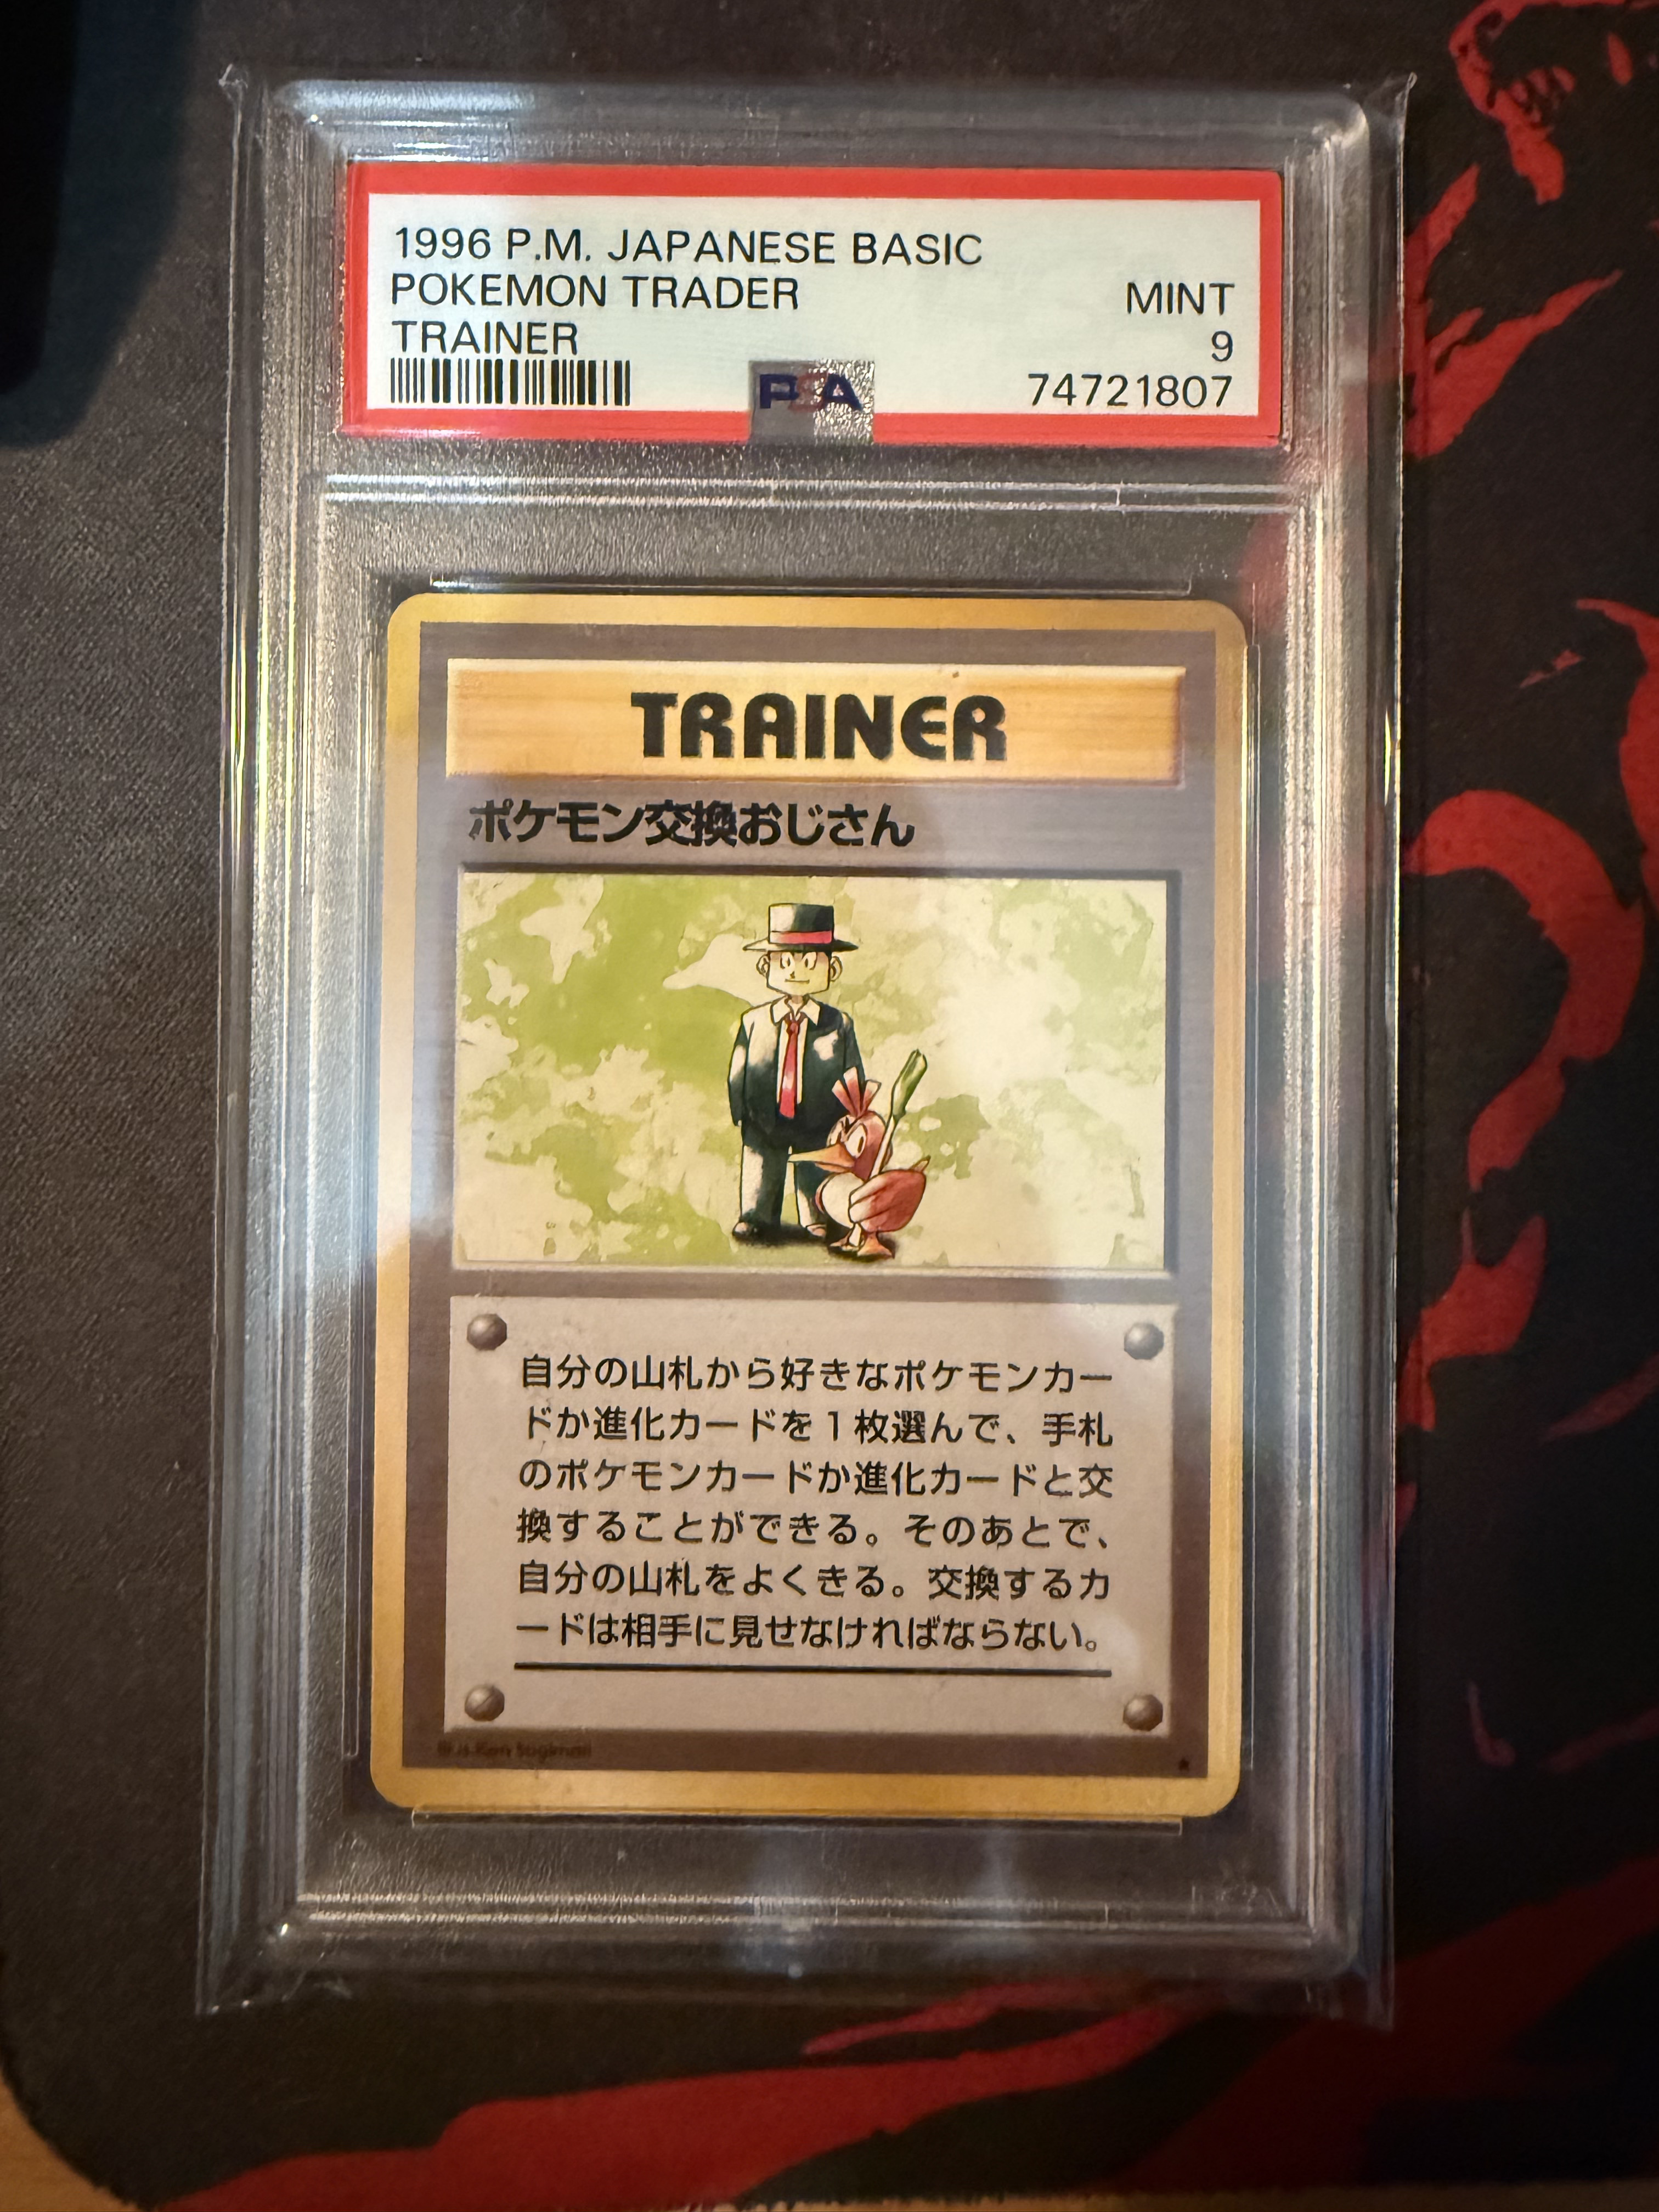 1996 P.M. JAPANESE BASIC
POKEMON TRADER MINT
TRAINER 9
PSA 74721807
TRAINER
ポケモン交換おじさん
自分の山札から好きなポケモンカー
ドか進化カードを1枚選んで、手札
のポケモンカードか進化カードと交
換することができる。そのあとで、
自分の山札をよくきる。交換するカ
ードは相手に見せなければならない。
Ken Sugimori